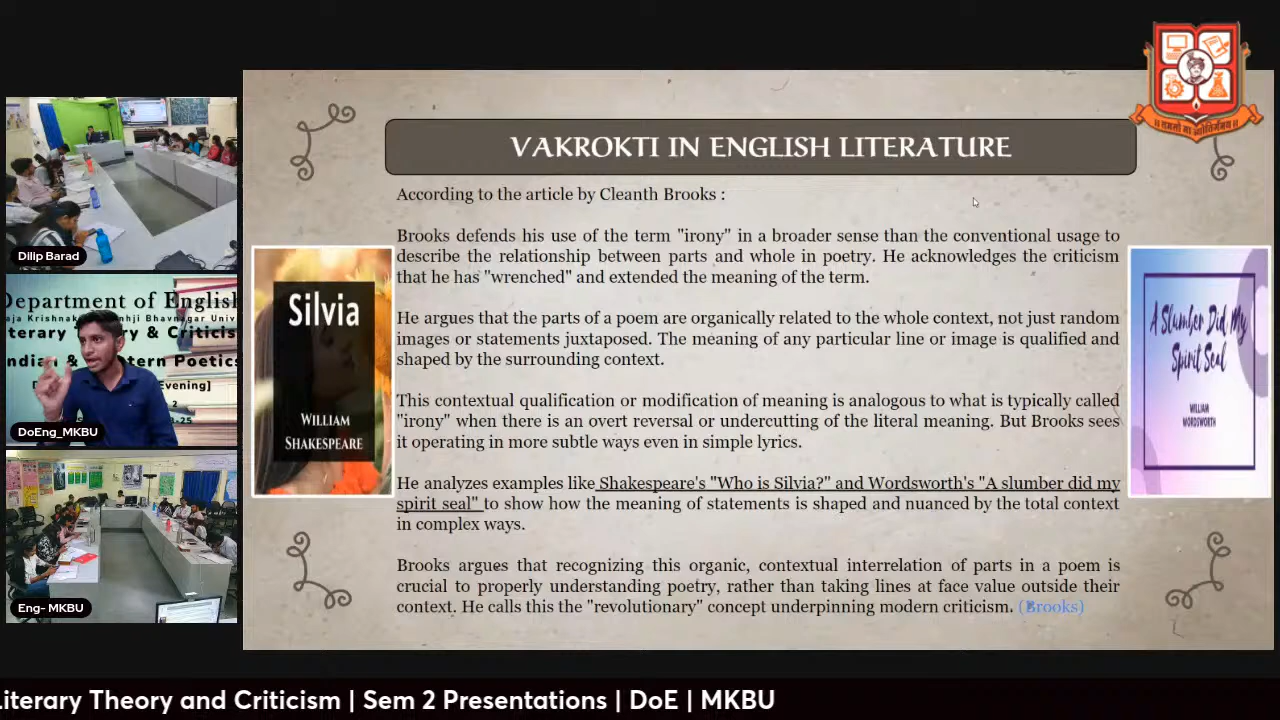 VAKROKTI IN ENGLISH LITERATURE
According to the article by Cleanth Brooks :
Brooks defends his use of the term "irony" in a broader sense than the conventional usage to
describe the relationship between parts and whole in poetry. He acknowledges the criticism
that he has "wrenched" and extended the meaning of the term.
He argues that the parts of a poem are organically related to the whole context, not just random
images or statements juxtaposed. The meaning of any particular line or image is qualified and
shaped by the surrounding context.
This contextual qualification or modification of meaning is analogous to what is typically called
"irony" when there is an overt reversal or undercutting of the literal meaning. But Brooks sees
it operating in more subtle ways even in simple lyrics.
He analyzes examples like Shakespeare's "Who is Silvia?" and Wordsworth's "A slumber did my
spirit seal" to show how the meaning of statements is shaped and nuanced by the total context
in complex ways.
Brooks argues that recognizing this organic, contextual interrelation of parts in a poem is
crucial to properly understanding poetry, rather than taking lines at face value outside their
context. He calls this the "revolutionary" concept underpinning modern criticism. (Brooks)
Silvia
WILLIAM
SHAKESPEARE
A Slumber Did My
Spirit Seal
WILLIAM
WORDSWORTH
Dilip Barad
Department of English
DoEng_MKBU
Eng- MKBU
Literary Theory and Criticism | Sem 2 Presentations | DoE | MKBU